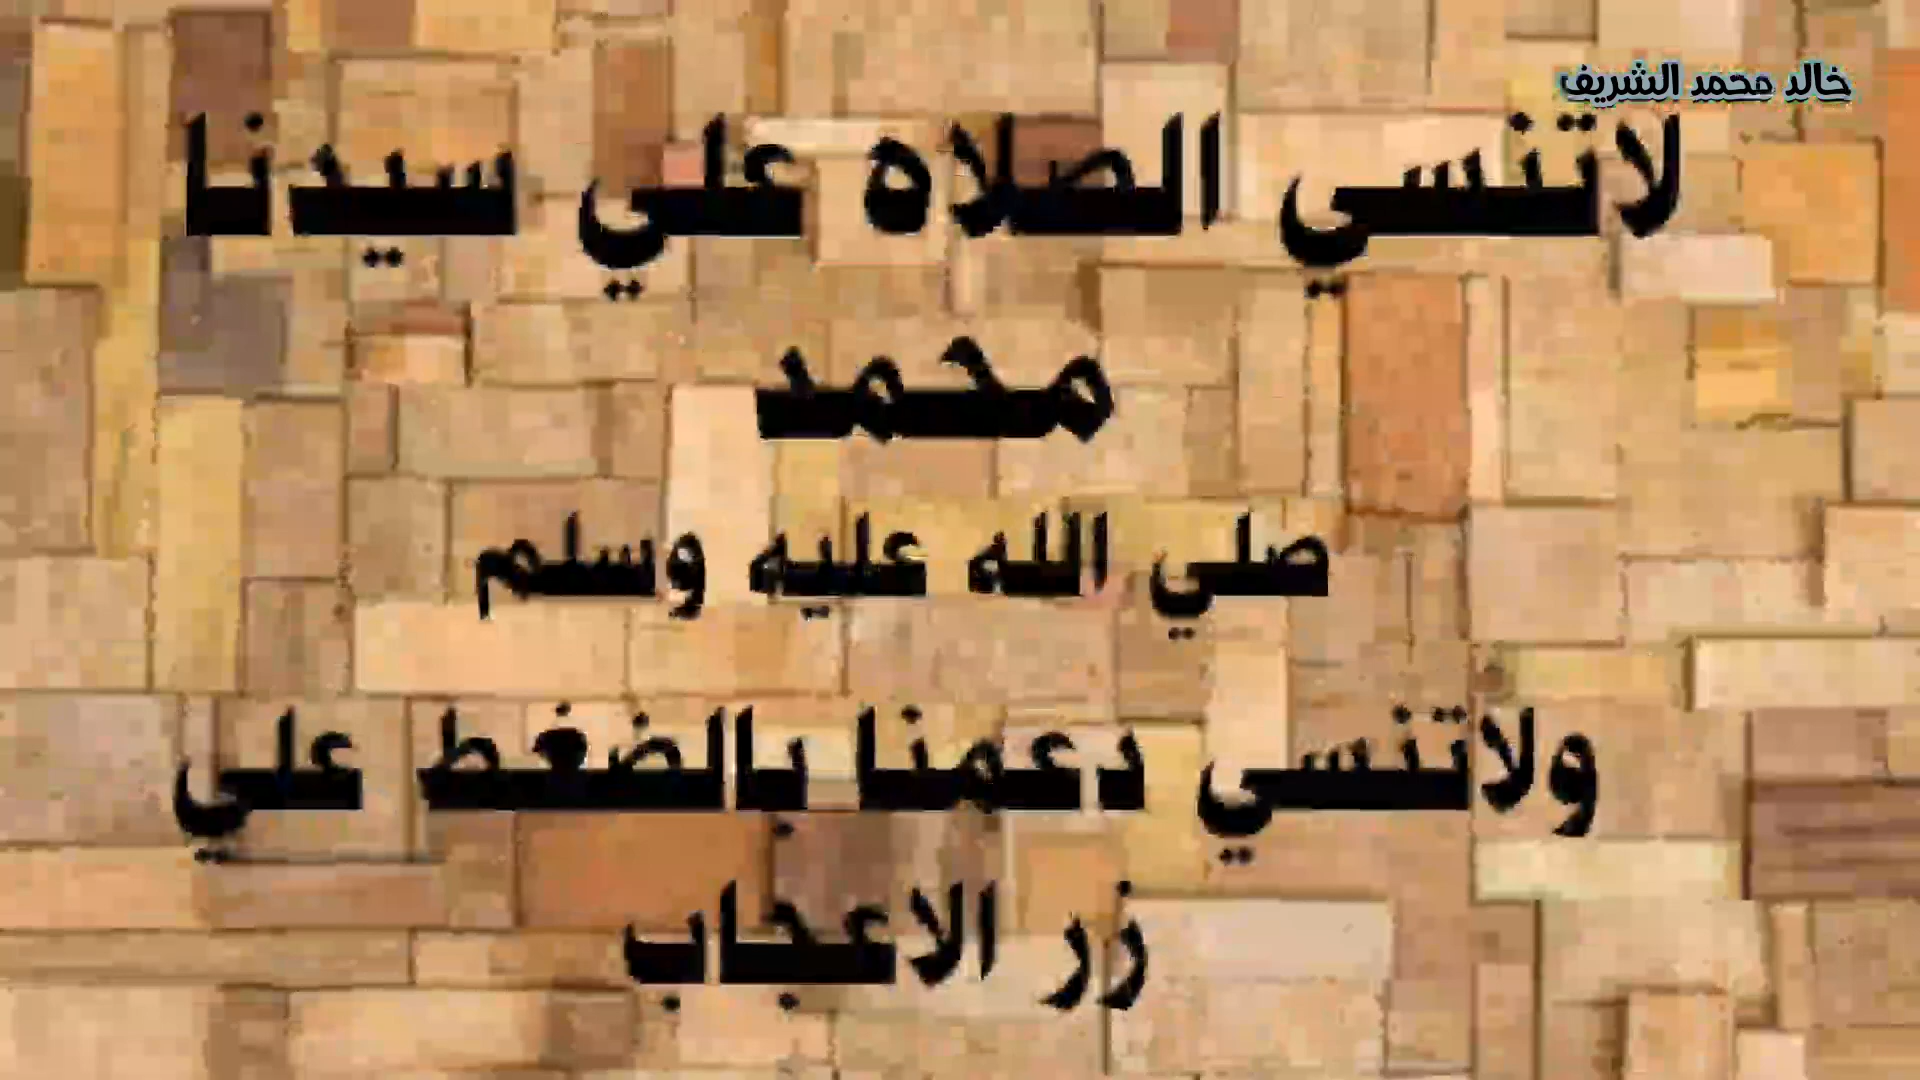 خالد محمد الشريف
لاتنسي الصلاه علي سيدنا
محمد
صلي الله عليه وسلم
ولاتنسي دعمنا بالضغط علي
زر الاعجاب